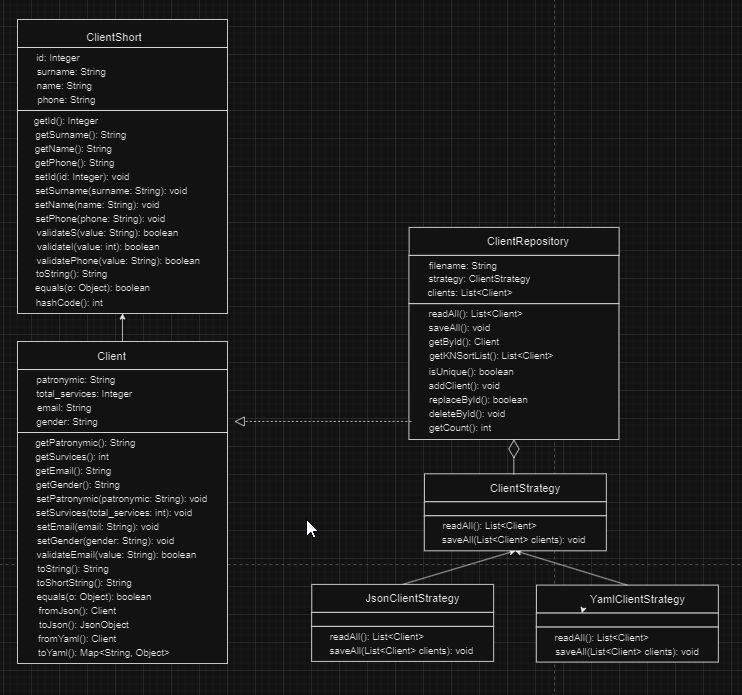 ClientShort
id: Integer
surname: String
name: String
phone: String
getId(): Integer
getSurname(): String
getName(): String
getPhone(): String
setId(id: Integer): void
setSurname(surname: String): void
setName(name: String): void
setPhone(phone: String): void
validateS(value: String): boolean
validateI(value: int): boolean
validatePhone(value: String): boolean
toString(): String
equals(o: Object): boolean
hashCode(): int
Client
patronymic: String
total_services: Integer
email: String
gender: String
getPatronymic(): String
getSurvices(): int
getEmail(): String
getGender(): String
setPatronymic(patronymic: String): void
setSurvices(total_services: int): void
setEmail(email: String): void
setGender(gender: String): void
validateEmail(value: String): boolean
toString(): String
toShortString(): String
equals(o: Object): boolean
fromJson(): Client
toJson(): JsonObject
fromYaml(): Client
toYaml(): Map<String, Object>
ClientRepository
filename: String
strategy: ClientStrategy
clients: List<Client>
readAll(): List<Client>
saveAll(): void
getById(): Client
getKNSortList(): List<Client>
isUnique(): boolean
addClient(): void
replaceById(): boolean
deleteById(): void
getCount(): int
ClientStrategy
readAll(): List<Client>
saveAll(List<Client> clients): void
JsonClientStrategy
readAll(): List<Client>
saveAll(List<Client> clients): void
YamlClientStrategy
readAll(): List<Client>
saveAll(List<Client> clients): void